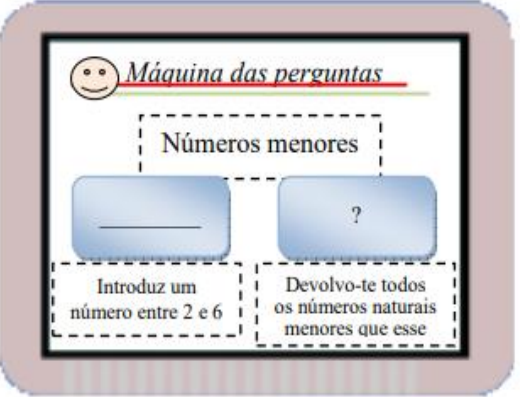 Máquina das perguntas
Números menores
?
Introduz um
número entre 2 e 6
Devolvo-te todos
os números naturais
menores que esse